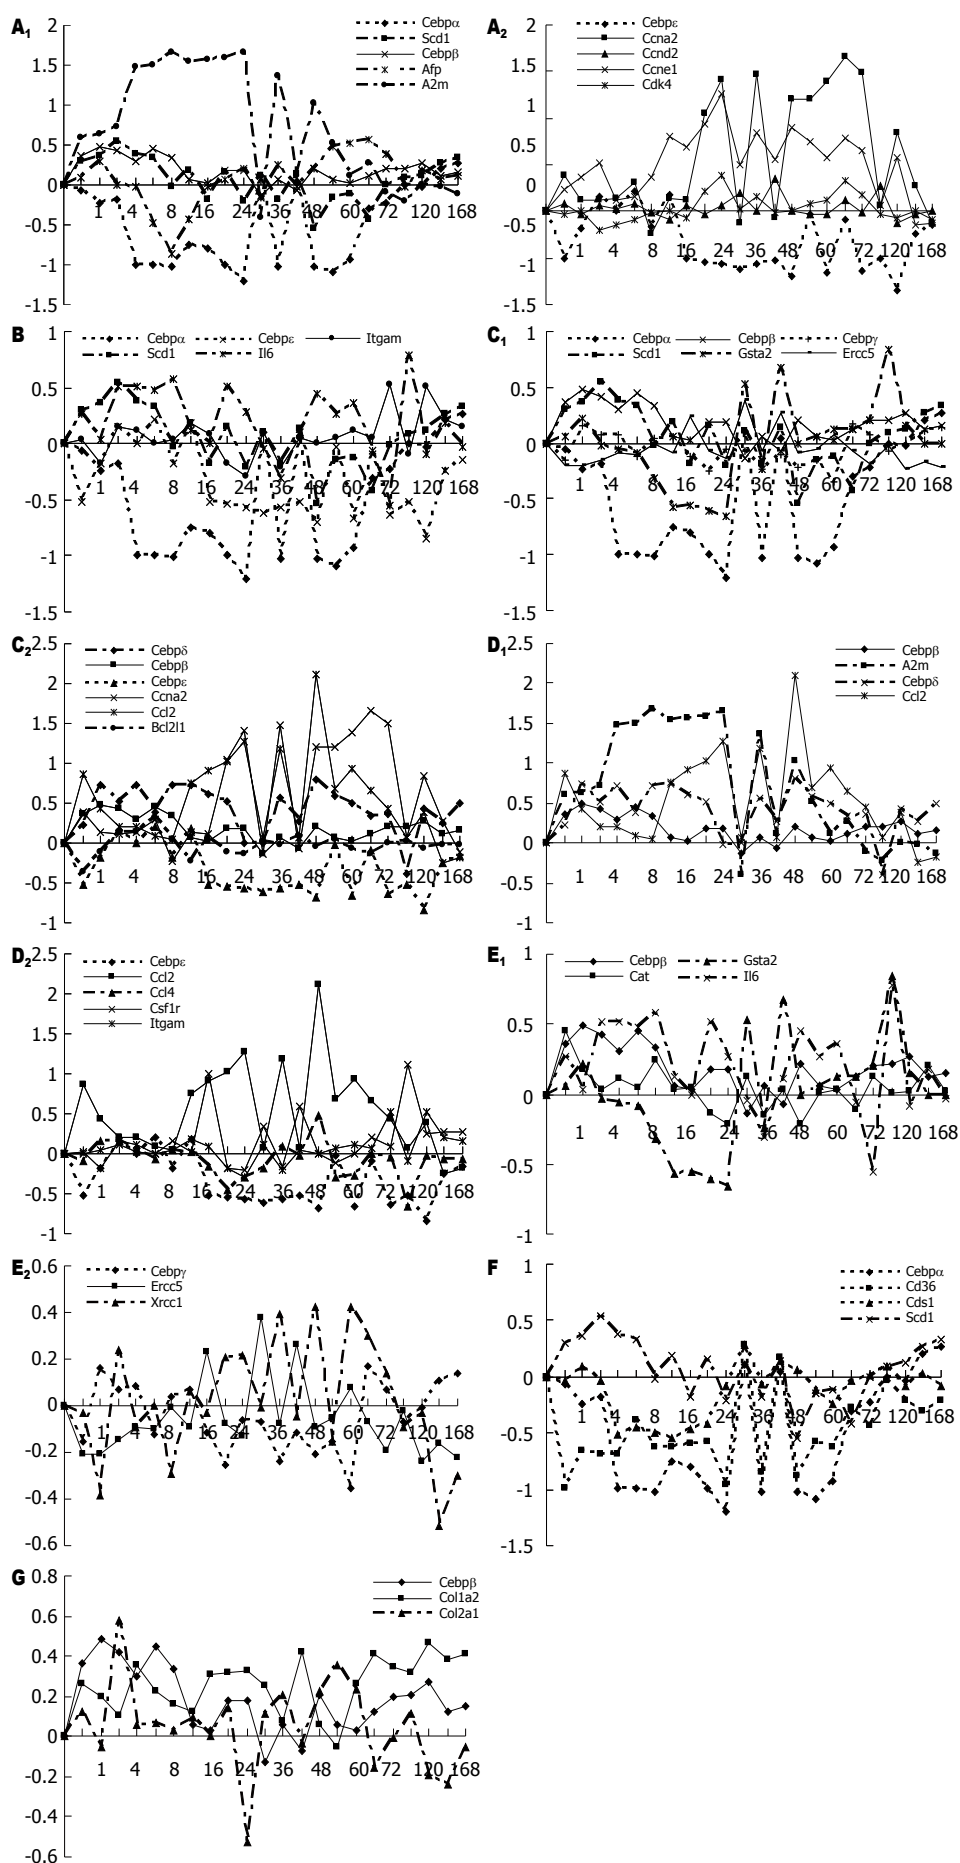 A1
2
1.5
1
0.5
0
-0.5
-1
-1.5
1 4 8 16 24 36 48 60 72 120 168
Cebpα
Scd1
Cebpβ
Afp
A2m
A2
2
1.5
1
0.5
0
-0.5
-1
-1.5
1 4 8 16 24 36 48 60 72 120 168
Cebpε
Ccna2
Ccnd2
Ccne1
Cdk4
B
1
0.5
0
-0.5
-1
-1.5
1 4 8 16 24 36 48 60 72 120 168
Cebpα Cebpε Itgam
Scd1 Il6
C1
1
0.5
0
-0.5
-1
-1.5
1 4 8 16 24 36 48 60 72 120 168
Cebpα Cebpβ Cebpγ
Scd1 Gsta2 Ercc5
C2
2.5
2
1.5
1
0.5
0
-0.5
-1
1 4 8 16 24 36 48 60 72 120 168
Cebpδ
Cebpβ
Cebpε
Ccna2
Ccl2
Bcl2l1
D1
2.5
2
1.5
1
0.5
0
-0.5
-1
1 4 8 16 24 36 48 60 72 120 168
Cebpβ
A2m
Cebpδ
Ccl2
D2
2.5
2
1.5
1
0.5
0
-0.5
-1
1 4 8 16 24 36 48 60 72 120 168
Cebpε
Ccl2
Ccl4
Csf1r
Itgam
E1
1
0.5
0
-0.5
-1
1 4 8 16 24 36 48 60 72 120 168
Cebpβ Gsta2
Cat Il6
E2
0.6
0.4
0.2
0
-0.2
-0.4
-0.6
1 4 8 16 24 36 48 60 72 120 168
Cebpγ
Ercc5
Xrcc1
F
1
0.5
0
-0.5
-1
-1.5
1 4 8 16 24 36 48 60 72 120 168
Cebpα
Cd36
Cds1
Scd1
G
0.8
0.6
0.4
0.2
0
-0.2
-0.4
-0.6
1 4 8 16 24 36 48 60 72 120 168
Cebpβ
Col1a2
Col2a1